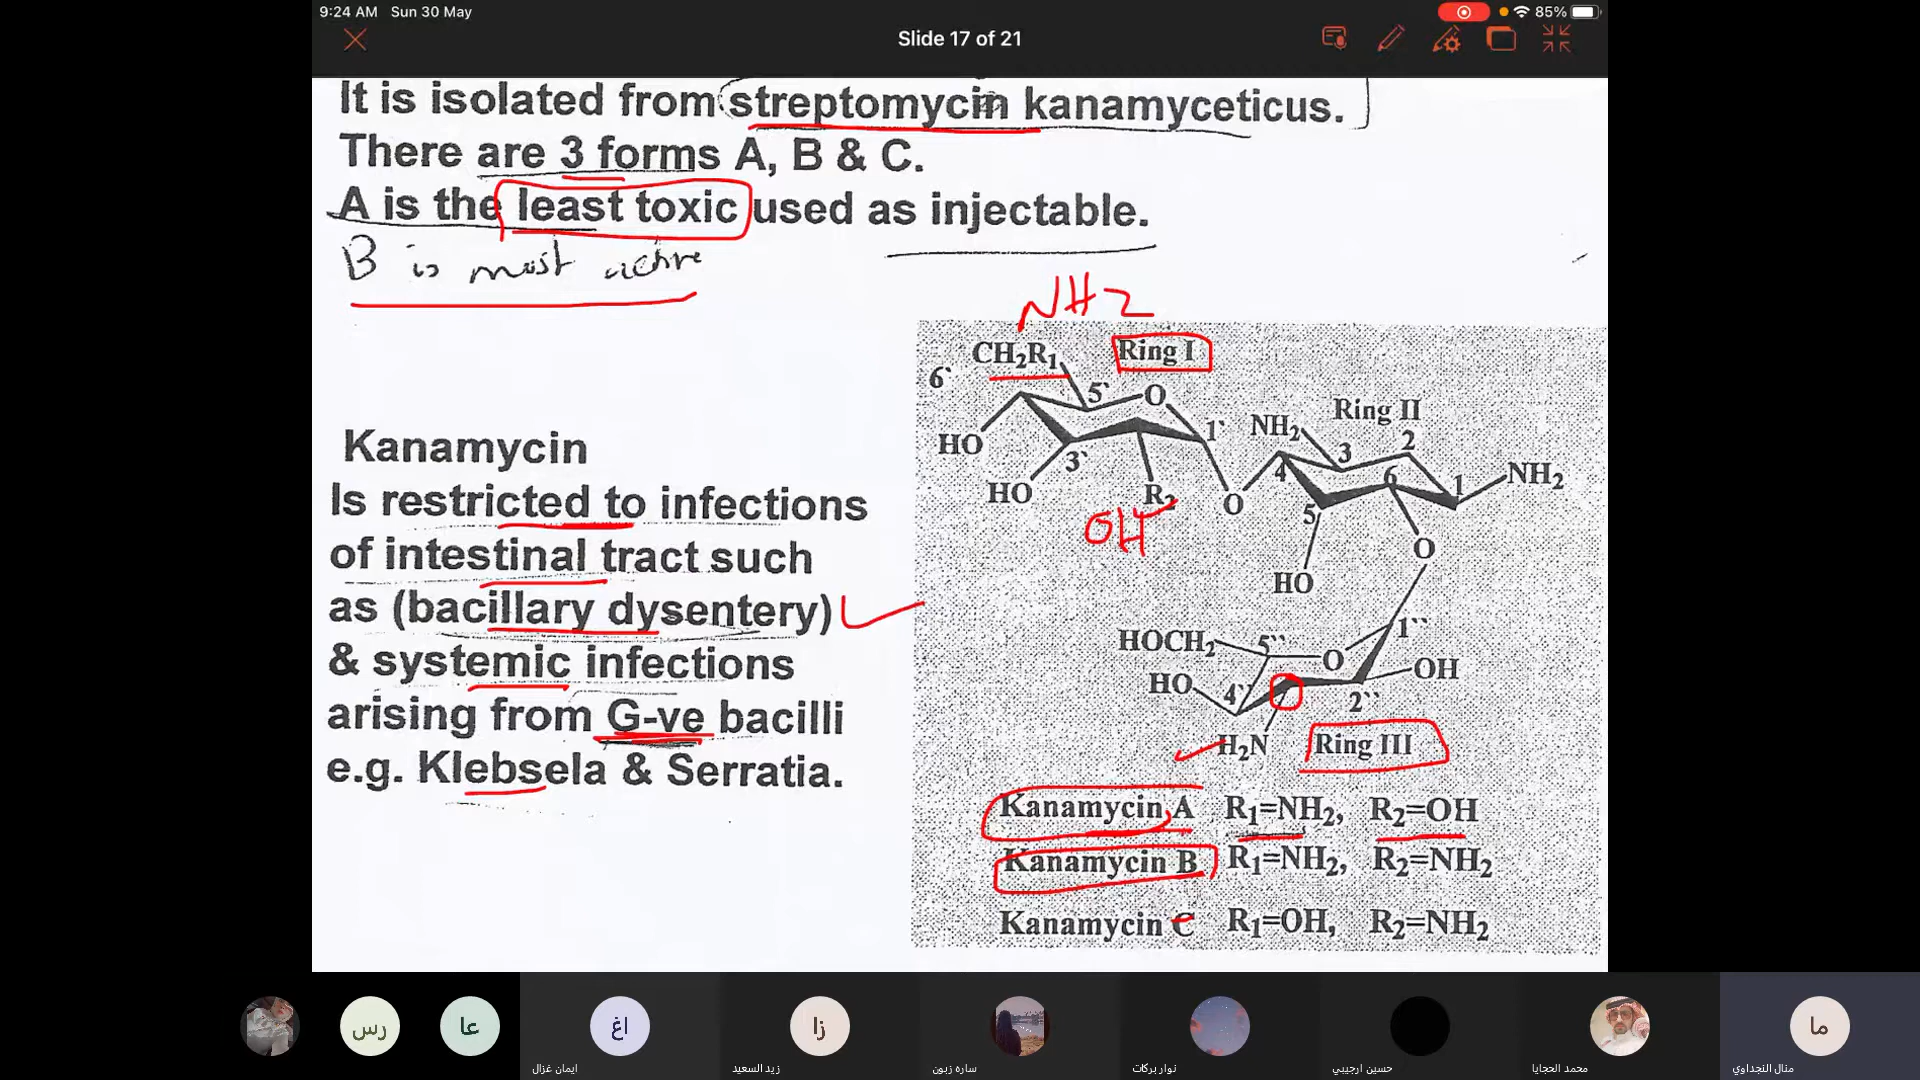 9:24 AM Sun 30 May
85%
Slide 17 of 21
It is isolated from streptomycin kanamyceticus.
There are 3 forms A, B & C.
A is the least toxic used as injectable.
B is most active
Kanamycin
Is restricted to infections
of intestinal tract such
as (bacillary dysentery)
& systemic infections
arising from G-ve bacilli
e.g. Klebsela & Serratia.
NH2
CH₂R₁
Ring I
6`
5`
O
HO
1`
3`
HO
R₂
OH
O
NH₂
Ring II
3
2
4
6
1
NH₂
5
HO
O
HOCH₂
5``
O
1``
HO
4``
OH
2``
H₂N
Ring III
Kanamycin A R₁=NH₂, R₂=OH
Kanamycin B R₁=NH₂, R₂=NH₂
Kanamycin C R₁=OH, R₂=NH₂
رس
عا
اغ
زا
ما
ايمان غزال
زيد السعيد
ساره زبون
نوار بركات
حسين ارجيبي
محمد الحجايا
منال النجداوي